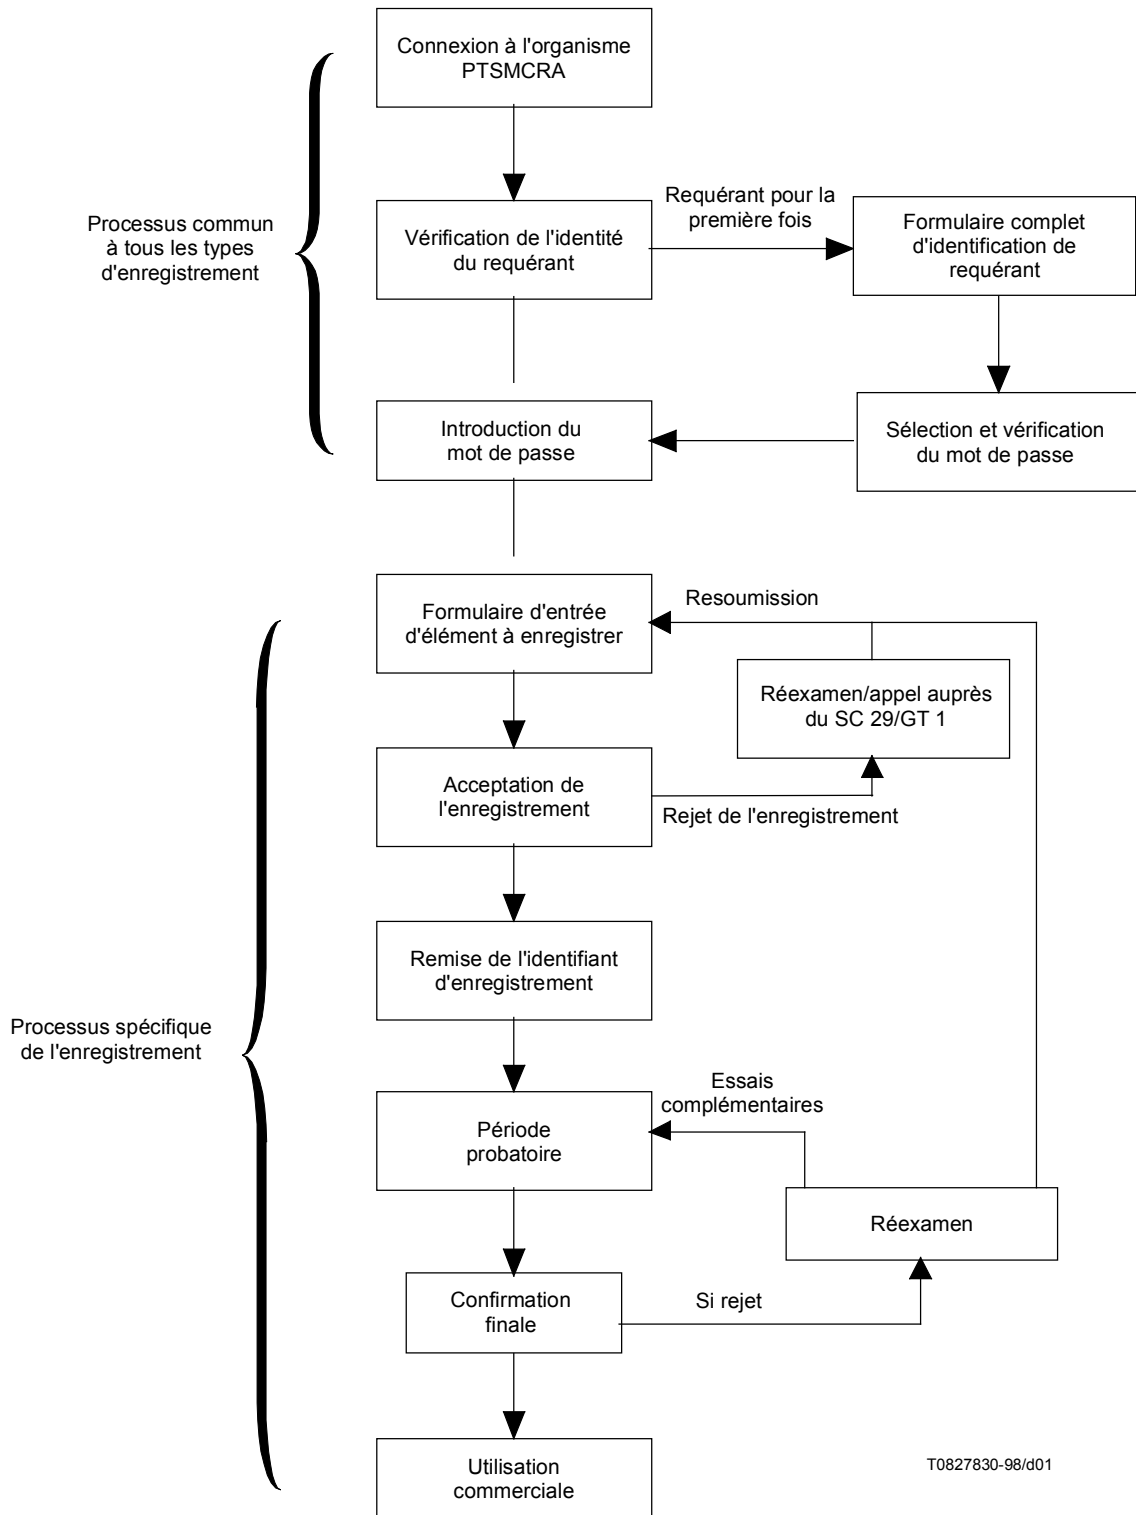 Connexion à l'organisme
PTSMCRA
Processus commun
à tous les types
d'enregistrement
Vérification de l'identité
du requérant
Requérant pour la
première fois
Formulaire complet
d'identification de
requérant
Introduction du
mot de passe
Sélection et vérification
du mot de passe
Formulaire d'entrée
d'élément à enregistrer
Resoumission
Réexamen/appel auprès
du SC 29/GT 1
Acceptation de
l'enregistrement
Rejet de l'enregistrement
Remise de l'identifiant
d'enregistrement
Processus spécifique
de l'enregistrement
Essais
complémentaires
Période
probatoire
Réexamen
Confirmation
finale
Si rejet
Utilisation
commerciale
T0827830-98/d01